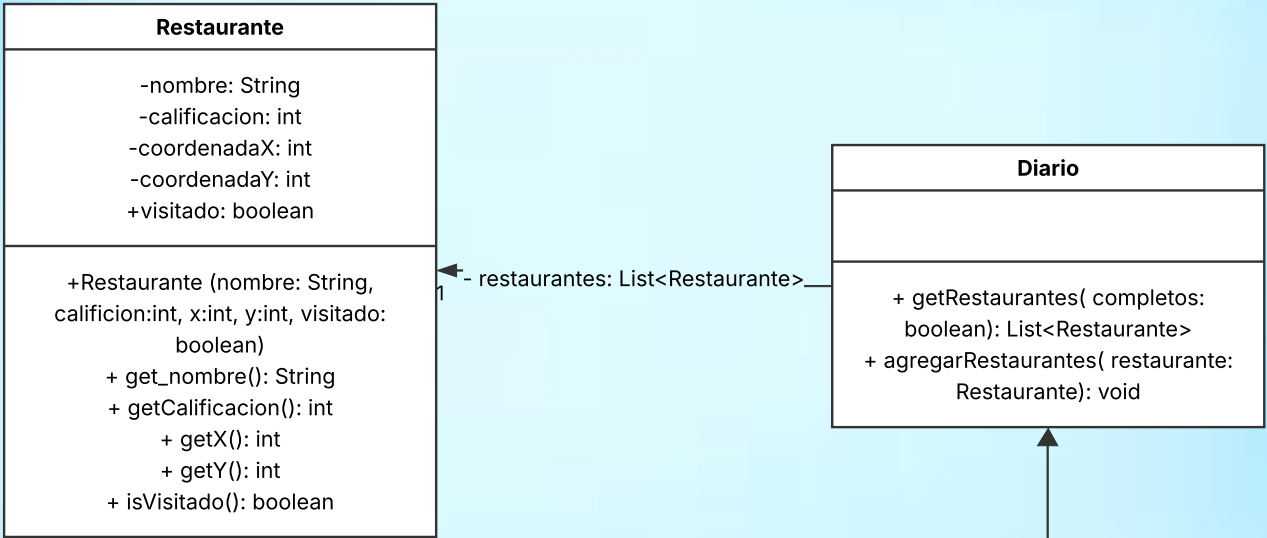 Restaurante
-nombre: String
-calificacion: int
-coordenadaX: int
-coordenadaY: int
+visitado: boolean
+Restaurante (nombre: String,
calificion:int, x:int, y:int, visitado:
boolean)
+ get_nombre(): String
+ getCalificacion(): int
+ getX(): int
+ getY(): int
+ isVisitado(): boolean
- restaurantes: List<Restaurante>
1
Diario
+ getRestaurantes( completos:
boolean): List<Restaurante>
+ agregarRestaurantes( restaurante:
Restaurante): void